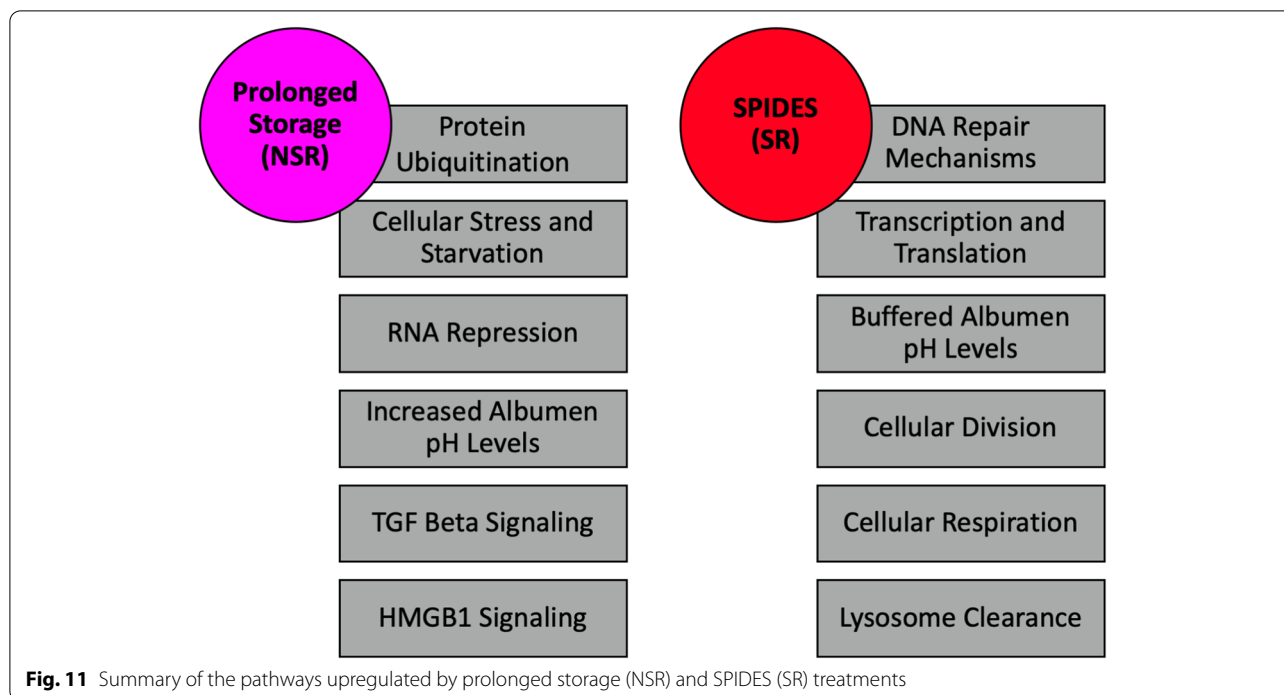 Prolonged
Storage
(NSR)
Protein
Ubiquitination
Cellular Stress and
Starvation
RNA Repression
Increased Albumen
pH Levels
TGF Beta Signaling
HMGB1 Signaling
SPIDES
(SR)
DNA Repair
Mechanisms
Transcription and
Translation
Buffered Albumen
pH Levels
Cellular Division
Cellular Respiration
Lysosome Clearance
Fig. 11 Summary of the pathways upregulated by prolonged storage (NSR) and SPIDES (SR) treatments